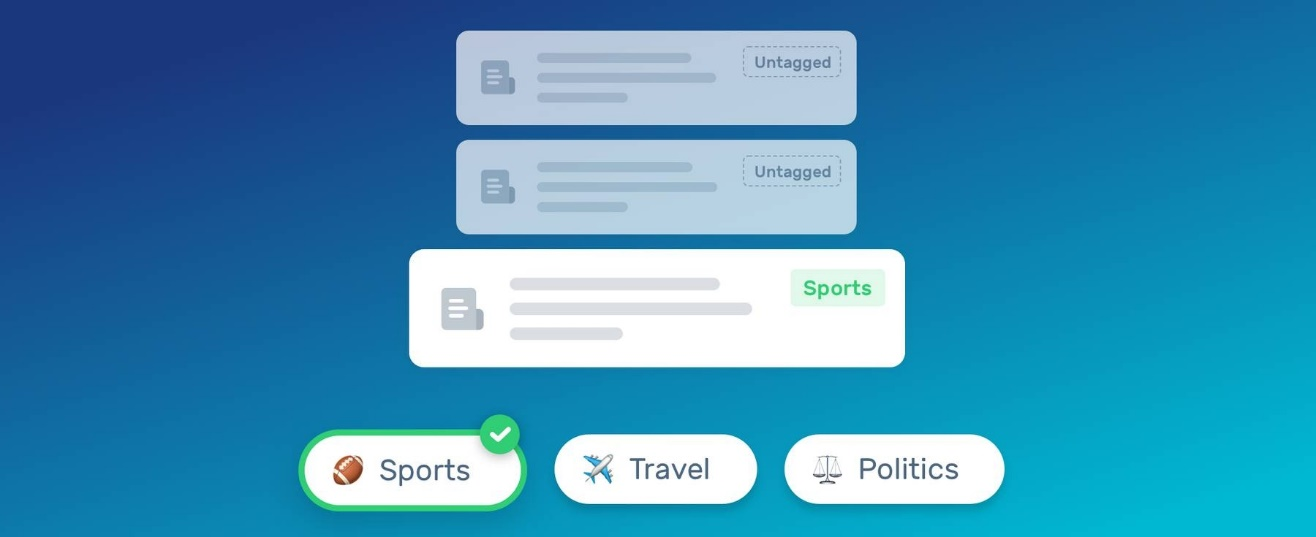 Untagged
Untagged
Sports
Sports
Travel
Politics